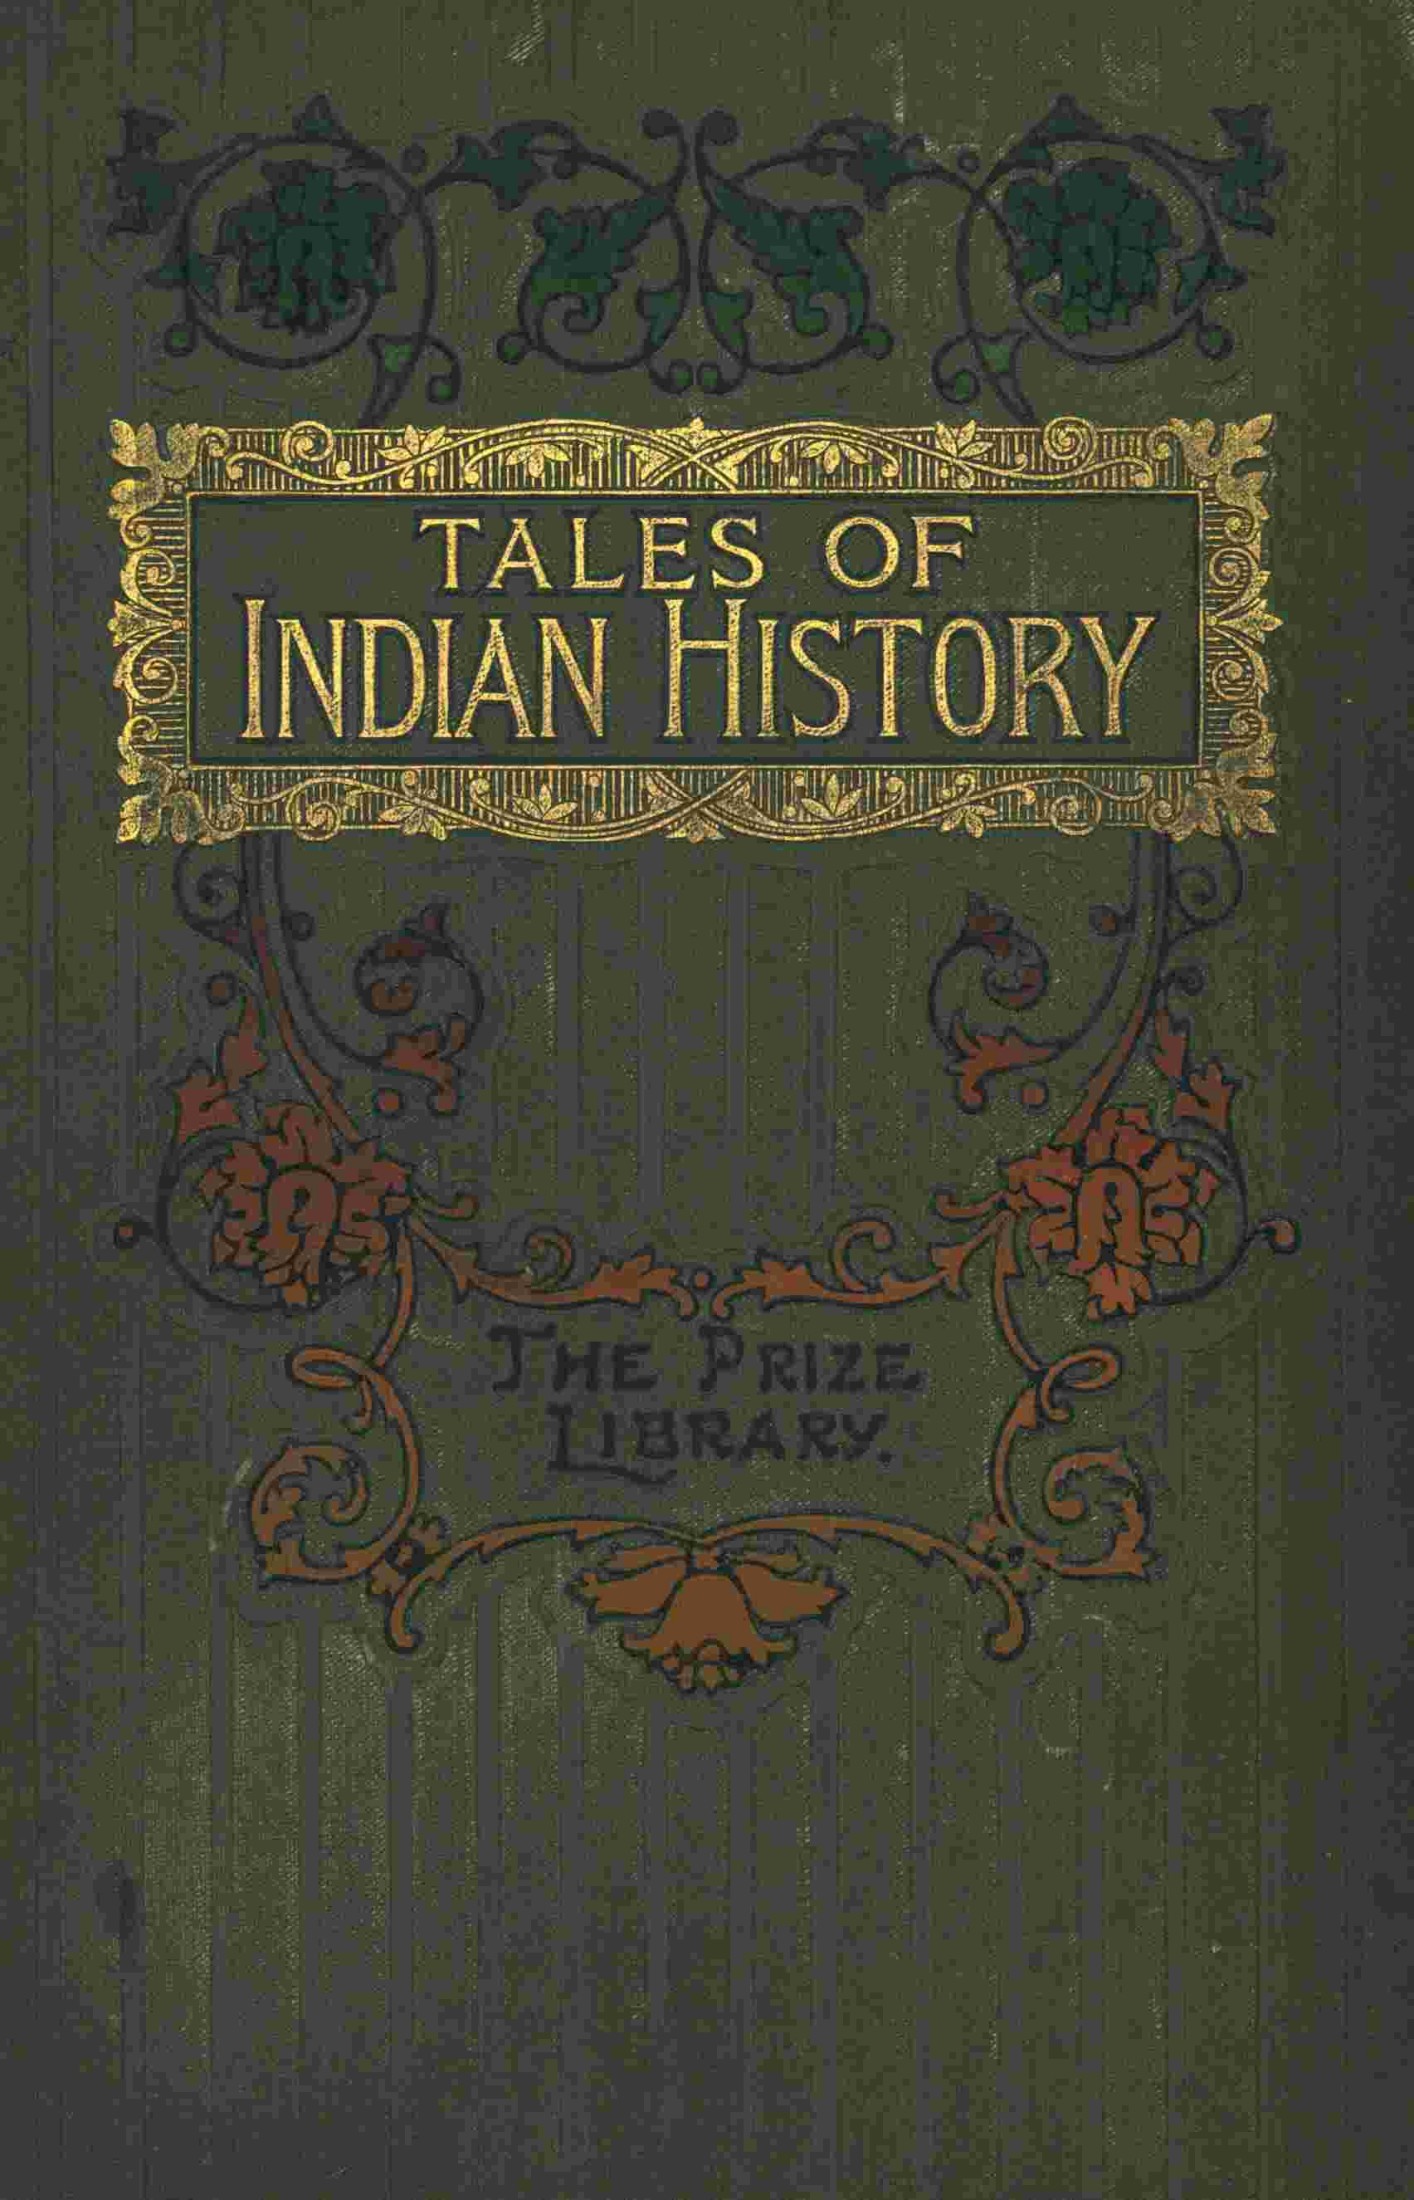 TALES OF
INDIAN HISTORY
THE PRIZE
LIBRARY.